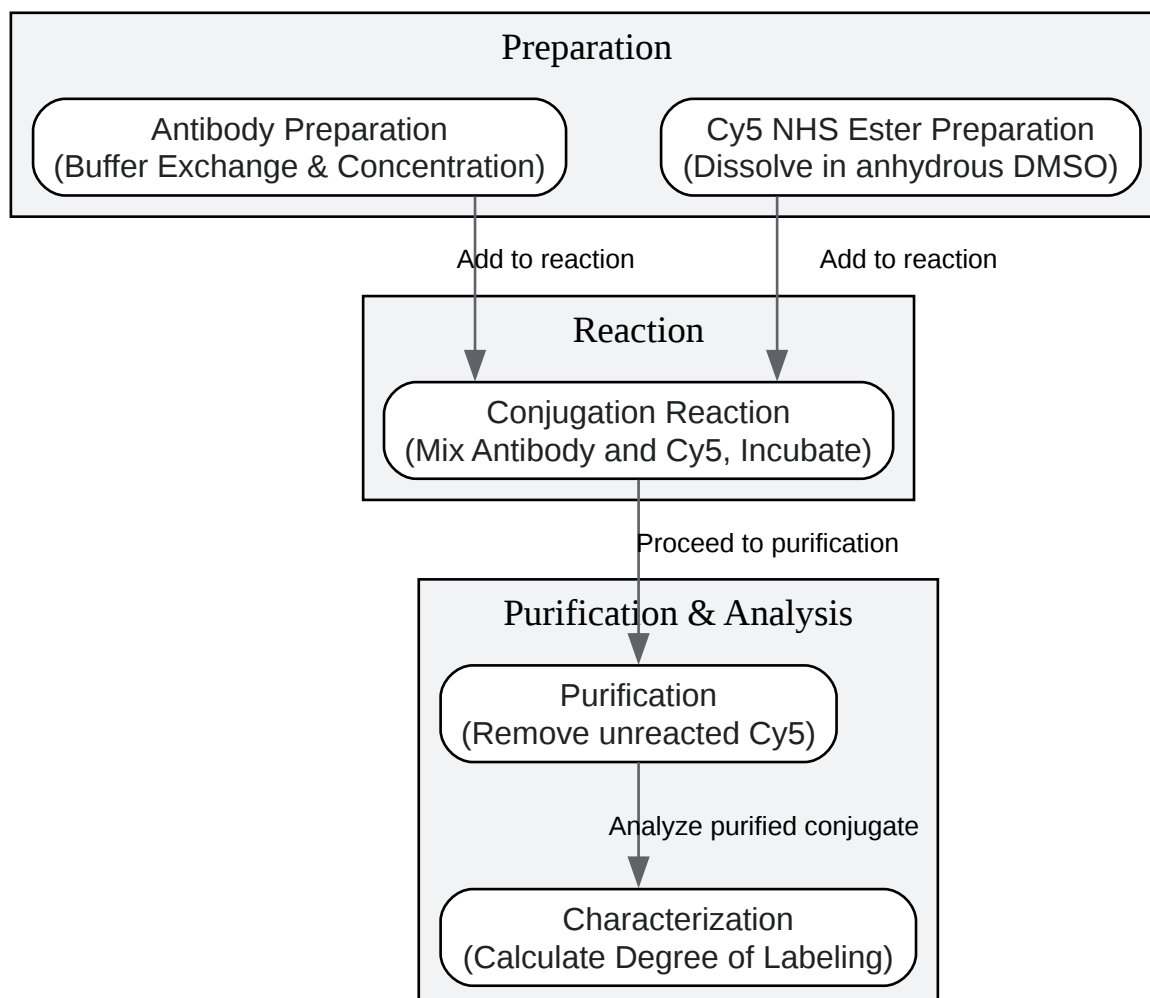 Preparation
Antibody Preparation
(Buffer Exchange & Concentration)
Cy5 NHS Ester Preparation
(Dissolve in anhydrous DMSO)
Add to reaction
Add to reaction
Reaction
Conjugation Reaction
(Mix Antibody and Cy5, Incubate)
Proceed to purification
Purification & Analysis
Purification
(Remove unreacted Cy5)
Analyze purified conjugate
Characterization
(Calculate Degree of Labeling)